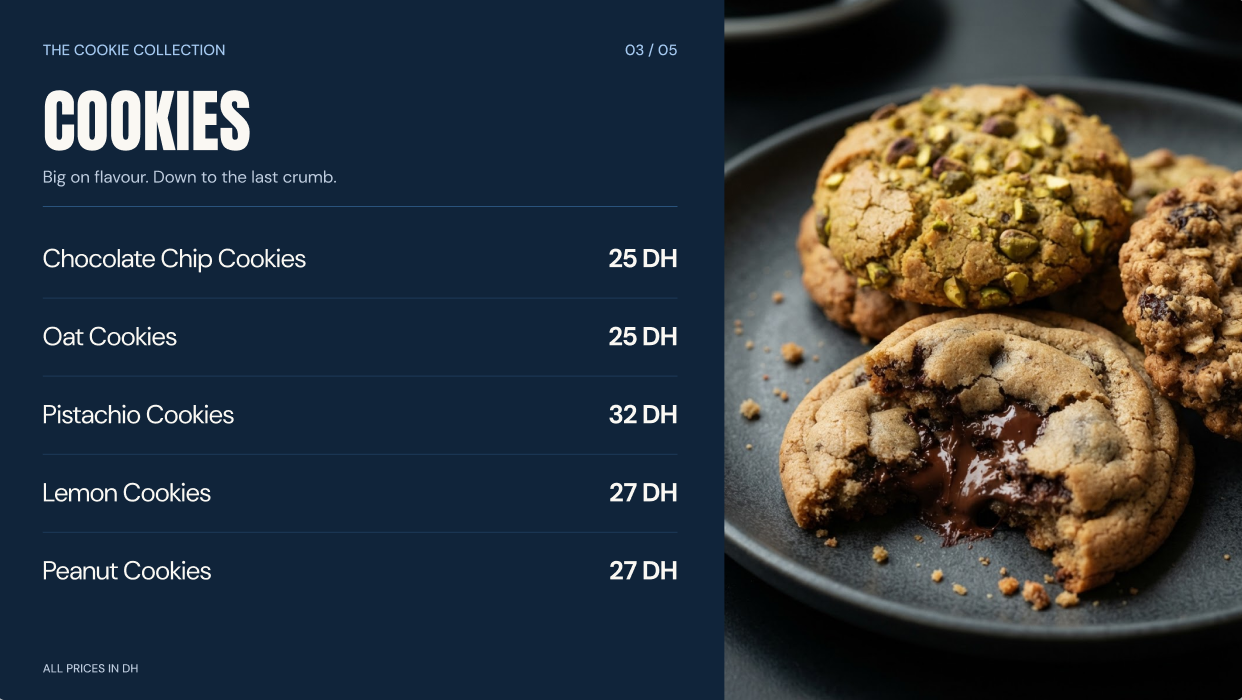 THE COOKIE COLLECTION
03 / 05
COOKIES
Big on flavour. Down to the last crumb.
Chocolate Chip Cookies 25 DH
Oat Cookies 25 DH
Pistachio Cookies 32 DH
Lemon Cookies 27 DH
Peanut Cookies 27 DH
ALL PRICES IN DH